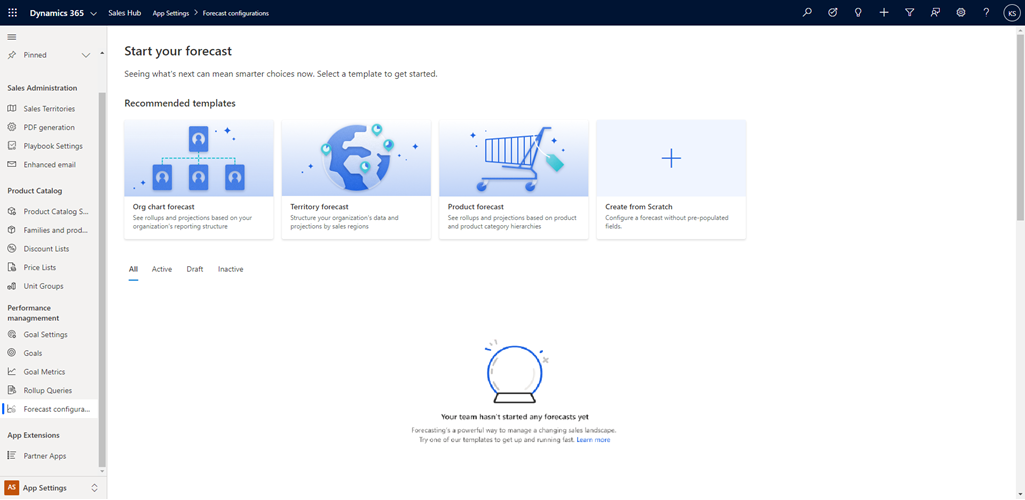 Dynamics 365 Sales Hub App Settings > Forecast configurations KS
Pinned
Sales Administration
Sales Territories
PDF generation
Playbook Settings
Enhanced email
Product Catalog
Product Catalog S...
Families and prod...
Discount Lists
Price Lists
Unit Groups
Performance
managmement
Goal Settings
Goals
Goal Metrics
Rollup Queries
Forecast configura...
App Extensions
Partner Apps
AS App Settings
Start your forecast
Seeing what's next can mean smarter choices now. Select a template to get started.
Recommended templates
Org chart forecast
See rollups and projections based on your
organization's reporting structure
Territory forecast
Structure your organization's data and
projections by sales regions
Product forecast
See rollups and projections based on product
and product category hierarchies
Create from Scratch
Configure a forecast without pre-populated
fields.
All Active Draft Inactive
Your team hasn't started any forecasts yet
Forecasting's a powerful way to manage a changing sales landscape.
Try one of our templates to get up and running fast. Learn more